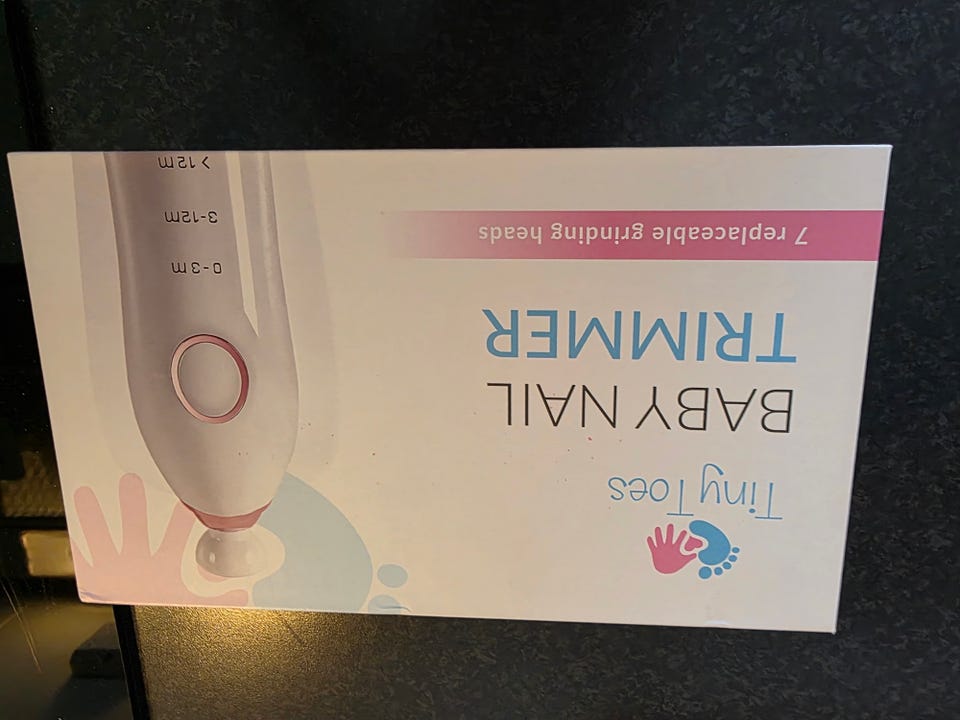 Tiny Toes
BABY NAIL
TRIMMER
7 replaceable grinding heads
0-3m
3-12m
>12m